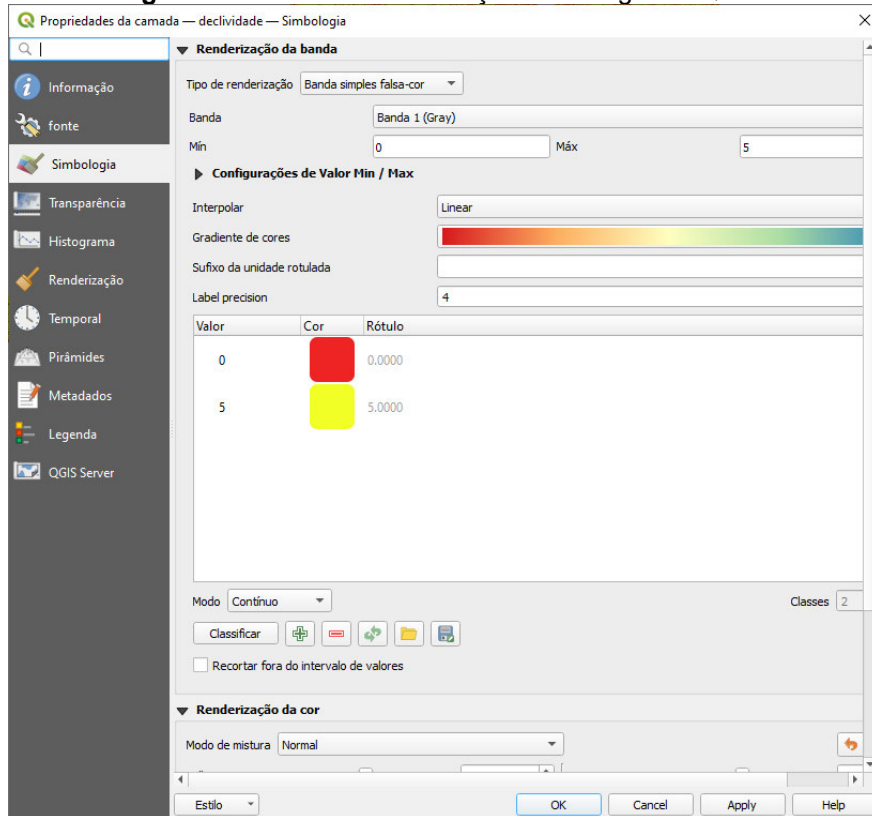 Propriedades da camada — declividade — Simbologia
Informação
fonte
Simbologia
Transparência
Histograma
Renderização
Temporal
Pirâmides
Metadados
Legenda
QGIS Server
Renderização da banda
Tipo de renderização Banda simples falsa-cor
Banda Banda 1 (Gray)
Mín 0 Máx 5
Configurações de Valor Min / Max
Interpolar Linear
Gradiente de cores
Sufixo da unidade rotulada
Label precision 4
Valor Cor Rótulo
0 0.0000
5 5.0000
Modo Contínuo Classes 2
Classificar
Recortar fora do intervalo de valores
Renderização da cor
Modo de mistura Normal
Estilo OK Cancel Apply Help